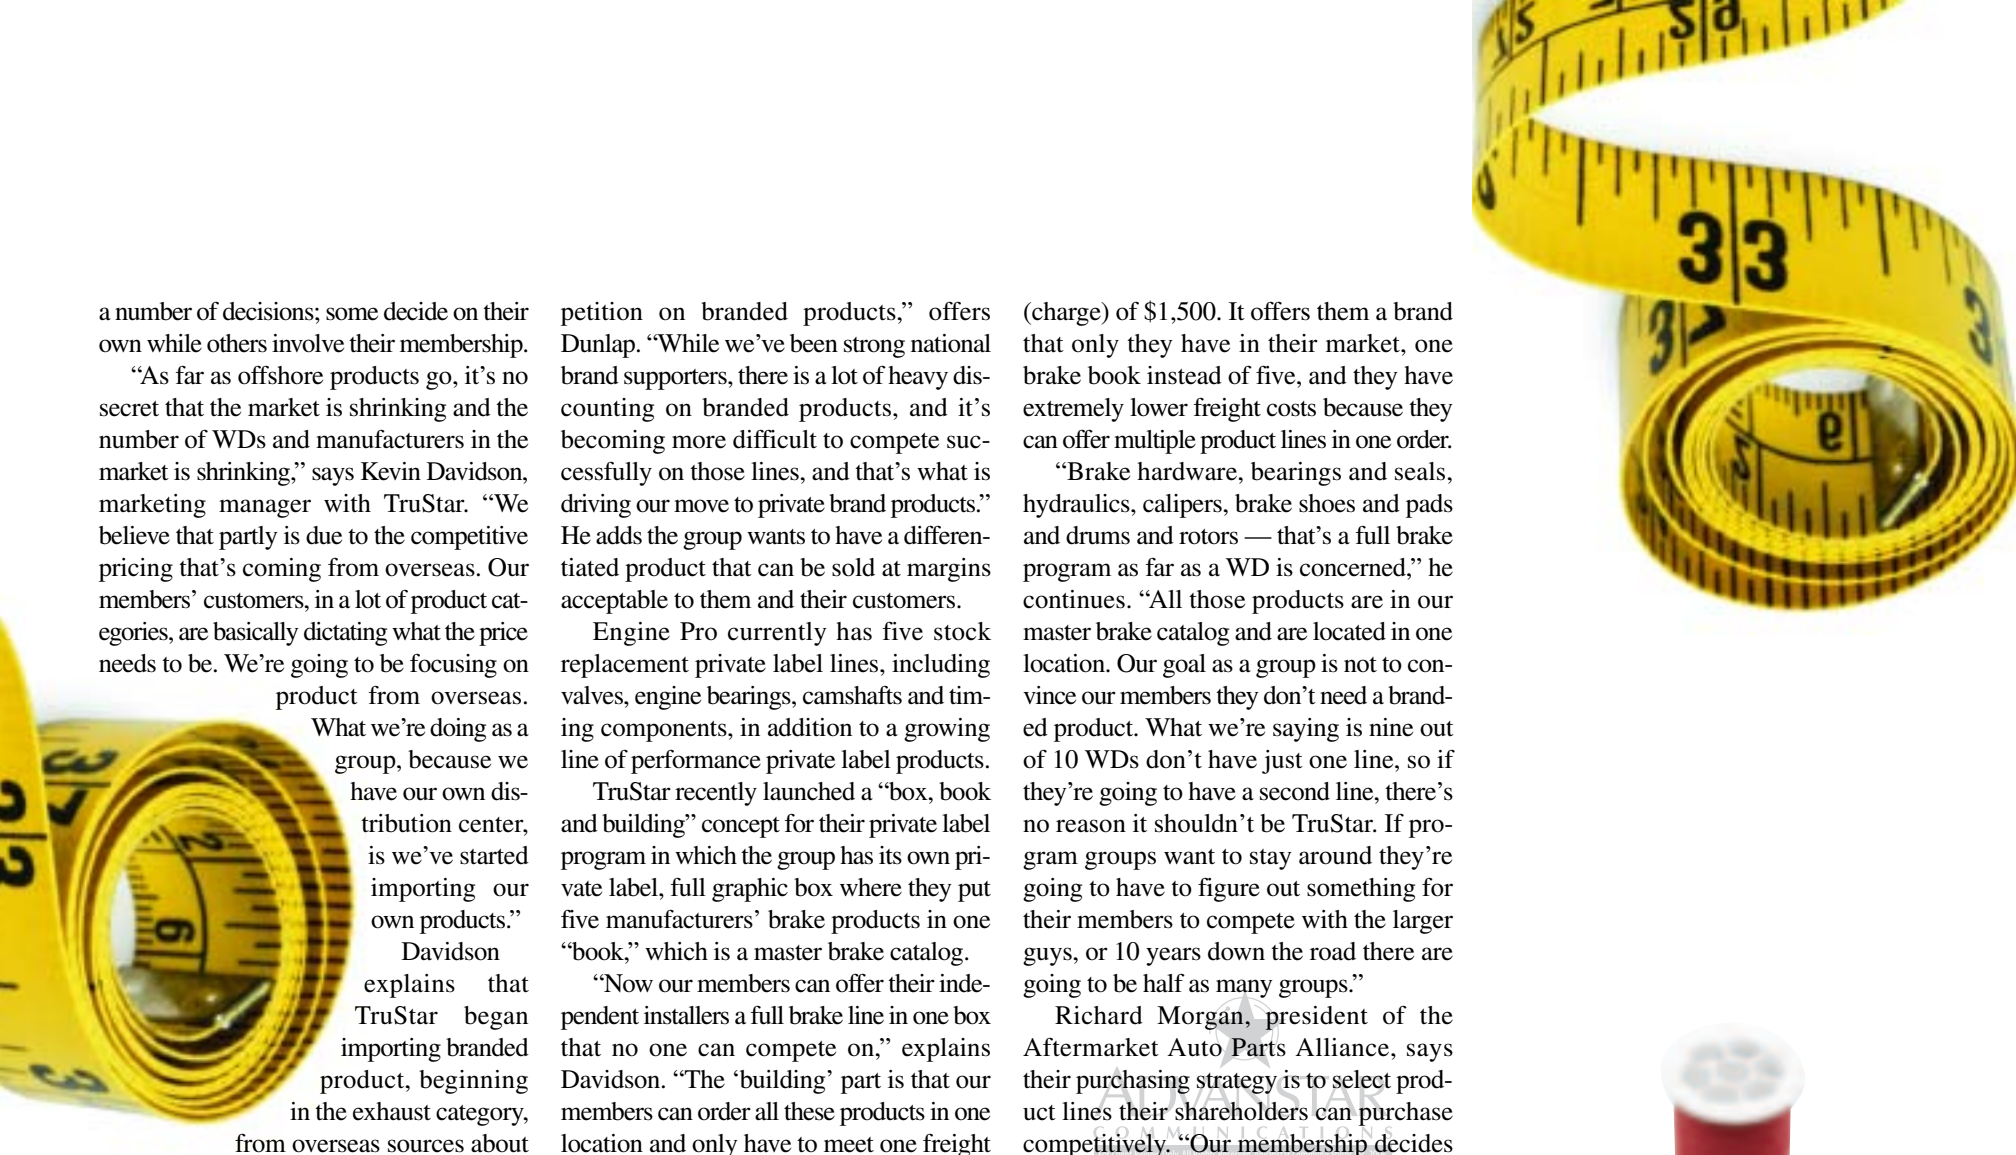 a number of decisions; some decide on their
own while others involve their membership.
“As far as offshore products go, it’s no
secret that the market is shrinking and the
number of WDs and manufacturers in the
market is shrinking,” says Kevin Davidson,
marketing manager with TruStar. “We
believe that partly is due to the competitive
pricing that’s coming from overseas. Our
members’ customers, in a lot of product cat-
egories, are basically dictating what the price
needs to be. We’re going to be focusing on
product from overseas.
What we’re doing as a
group, because we
have our own dis-
tribution center,
is we’ve started
importing our
own products.”
Davidson
explains that
TruStar began
importing branded
product, beginning
in the exhaust category,
from overseas sources about
petition on branded products,” offers
Dunlap. “While we’ve been strong national
brand supporters, there is a lot of heavy dis-
counting on branded products, and it’s
becoming more difficult to compete suc-
cessfully on those lines, and that’s what is
driving our move to private brand products.”
He adds the group wants to have a differen-
tiated product that can be sold at margins
acceptable to them and their customers.
Engine Pro currently has five stock
replacement private label lines, including
valves, engine bearings, camshafts and tim-
ing components, in addition to a growing
line of performance private label products.
TruStar recently launched a “box, book
and building” concept for their private label
program in which the group has its own pri-
vate label, full graphic box where they put
five manufacturers’ brake products in one
“book,” which is a master brake catalog.
“Now our members can offer their inde-
pendent installers a full brake line in one box
that no one can compete on,” explains
Davidson. “The ‘building’ part is that our
members can order all these products in one
location and only have to meet one freight
(charge) of $1,500. It offers them a brand
that only they have in their market, one
brake book instead of five, and they have
extremely lower freight costs because they
can offer multiple product lines in one order.
“Brake hardware, bearings and seals,
hydraulics, calipers, brake shoes and pads
and drums and rotors — that’s a full brake
program as far as a WD is concerned,” he
continues. “All those products are in our
master brake catalog and are located in one
location. Our goal as a group is not to con-
vince our members they don’t need a brand-
ed product. What we’re saying is nine out
of 10 WDs don’t have just one line, so if
they’re going to have a second line, there’s
no reason it shouldn’t be TruStar. If pro-
gram groups want to stay around they’re
going to have to figure out something for
their members to compete with the larger
guys, or 10 years down the road there are
going to be half as many groups.”
Richard Morgan, president of the
Aftermarket Auto Parts Alliance, says
their purchasing strategy is to select prod-
uct lines their shareholders can purchase
competitively. “Our membership decides
ADVANSTAR
COMMUNICATIONS
33